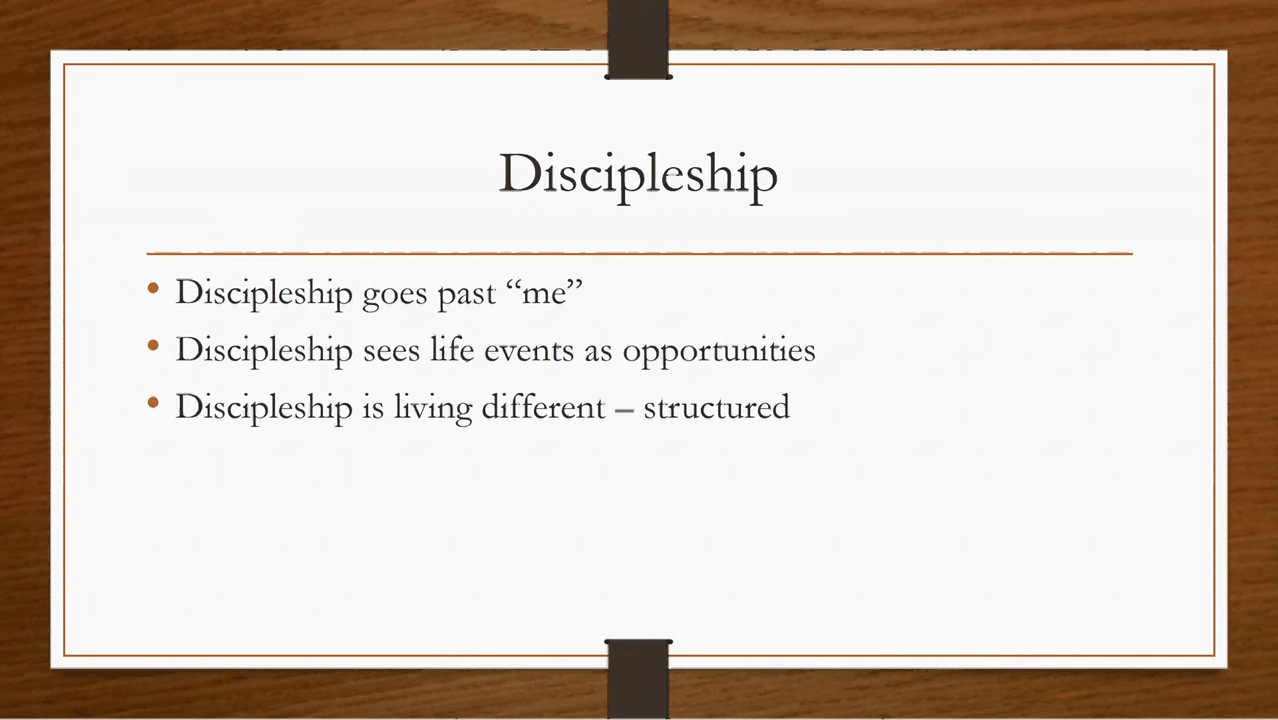 Discipleship
• Discipleship goes past “me”
• Discipleship sees life events as opportunities
• Discipleship is living different – structured